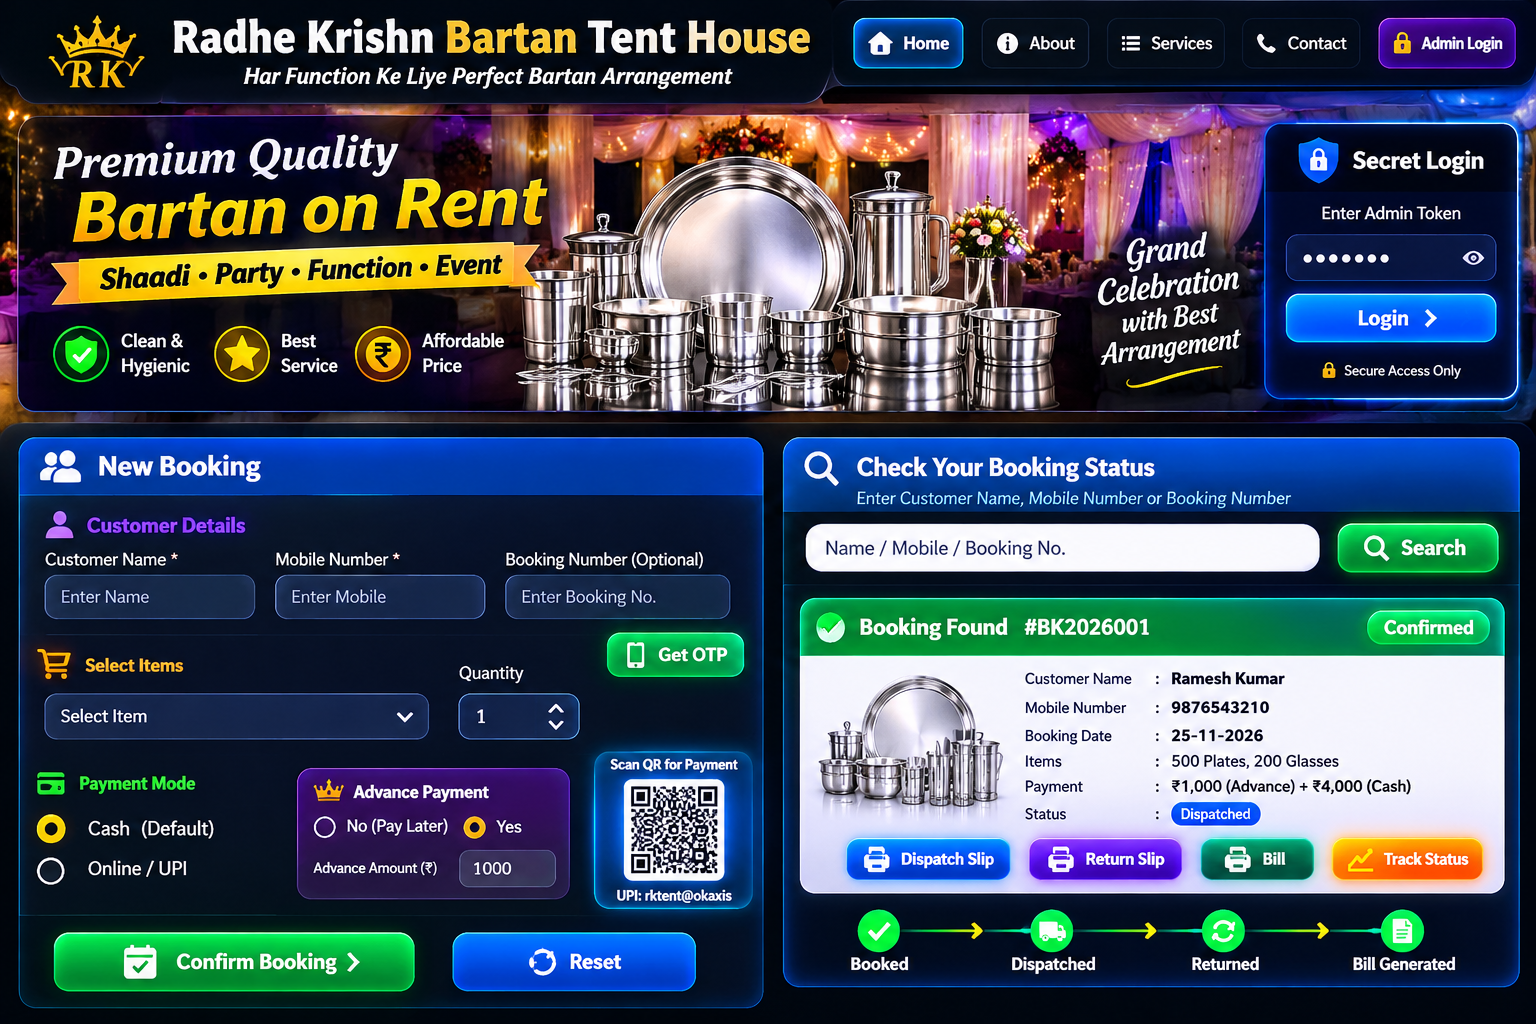 RK
Radhe Krishn Bartan Tent House
Har Function Ke Liye Perfect Bartan Arrangement
Home
About
Services
Contact
Admin Login
Premium Quality
Bartan on Rent
Shaadi • Party • Function • Event
Clean &
Hygienic
Best
Service
Affordable
Price
Grand
Celebration
with Best
Arrangement
Secret Login
Enter Admin Token
•••••••
Login
Secure Access Only
New Booking
Customer Details
Customer Name *
Mobile Number *
Booking Number (Optional)
Enter Name
Enter Mobile
Enter Booking No.
Get OTP
Select Items
Quantity
Select Item
1
Payment Mode
Cash (Default)
Online / UPI
Advance Payment
No (Pay Later)
Yes
Advance Amount (₹)
1000
Scan QR for Payment
UPI: rktent@okaxis
Confirm Booking
Reset
Check Your Booking Status
Enter Customer Name, Mobile Number or Booking Number
Name / Mobile / Booking No.
Search
Booking Found #BK2026001
Confirmed
Customer Name : Ramesh Kumar
Mobile Number : 9876543210
Booking Date : 25-11-2026
Items : 500 Plates, 200 Glasses
Payment : ₹1,000 (Advance) + ₹4,000 (Cash)
Status : Dispatched
Dispatch Slip
Return Slip
Bill
Track Status
Booked
Dispatched
Returned
Bill Generated